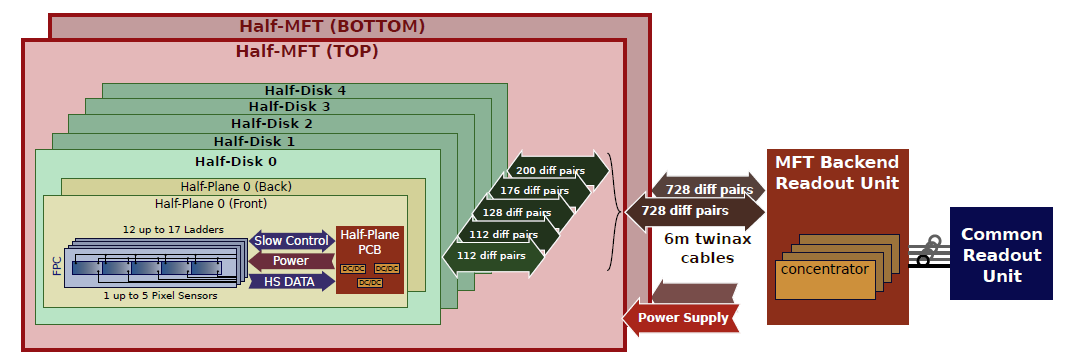 Half-MFT (BOTTOM)
Half-MFT (TOP)
Half-Disk 4
Half-Disk 3
Half-Disk 2
Half-Disk 1
Half-Disk 0
Half-Plane 0 (Back)
Half-Plane 0 (Front)
12 up to 17 Ladders
FPC
1 up to 5 Pixel Sensors
Slow Control
Power
HS DATA
Half-Plane
PCB
DC/DC
DC/DC
DC/DC
200 diff pairs
176 diff pairs
128 diff pairs
112 diff pairs
112 diff pairs
728 diff pairs
728 diff pairs
6m twinax
cables
Power Supply
MFT Backend
Readout Unit
concentrator
Common
Readout
Unit